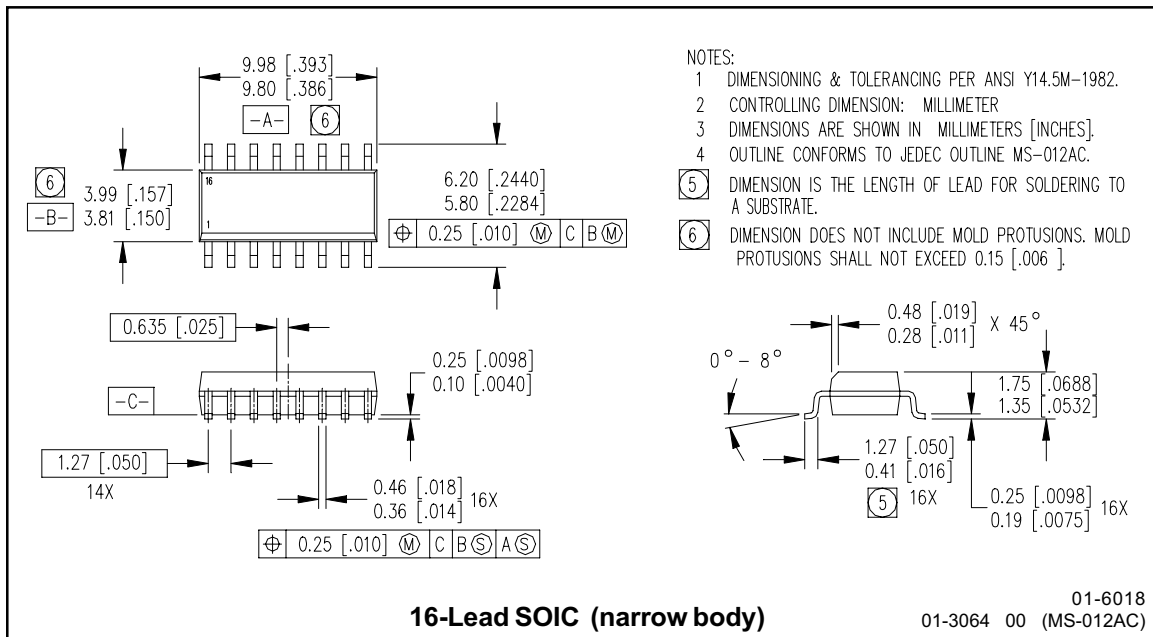 9.98 [.393]
9.80 [.386]
-A- 6
6
3.99 [.157]
-B- 3.81 [.150]
16
1
6.20 [.2440]
5.80 [.2284]
⌖ 0.25 [.010] Ⓜ C B Ⓜ
NOTES:
1 DIMENSIONING & TOLERANCING PER ANSI Y14.5M-1982.
2 CONTROLLING DIMENSION: MILLIMETER
3 DIMENSIONS ARE SHOWN IN MILLIMETERS [INCHES].
4 OUTLINE CONFORMS TO JEDEC OUTLINE MS-012AC.
5 DIMENSION IS THE LENGTH OF LEAD FOR SOLDERING TO
A SUBSTRATE.
6 DIMENSION DOES NOT INCLUDE MOLD PROTUSIONS. MOLD
PROTUSIONS SHALL NOT EXCEED 0.15 [.006 ].
0.635 [.025]
0.25 [.0098]
0.10 [.0040]
-C-
1.27 [.050]
14X
0.46 [.018]
0.36 [.014] 16X
⌖ 0.25 [.010] Ⓜ C B Ⓢ A Ⓢ
0.48 [.019]
0.28 [.011] X 45°
0°- 8°
1.75 [.0688]
1.35 [.0532]
1.27 [.050]
0.41 [.016]
5 16X
0.25 [.0098]
0.19 [.0075] 16X
16-Lead SOIC (narrow body)
01-6018
01-3064 00 (MS-012AC)